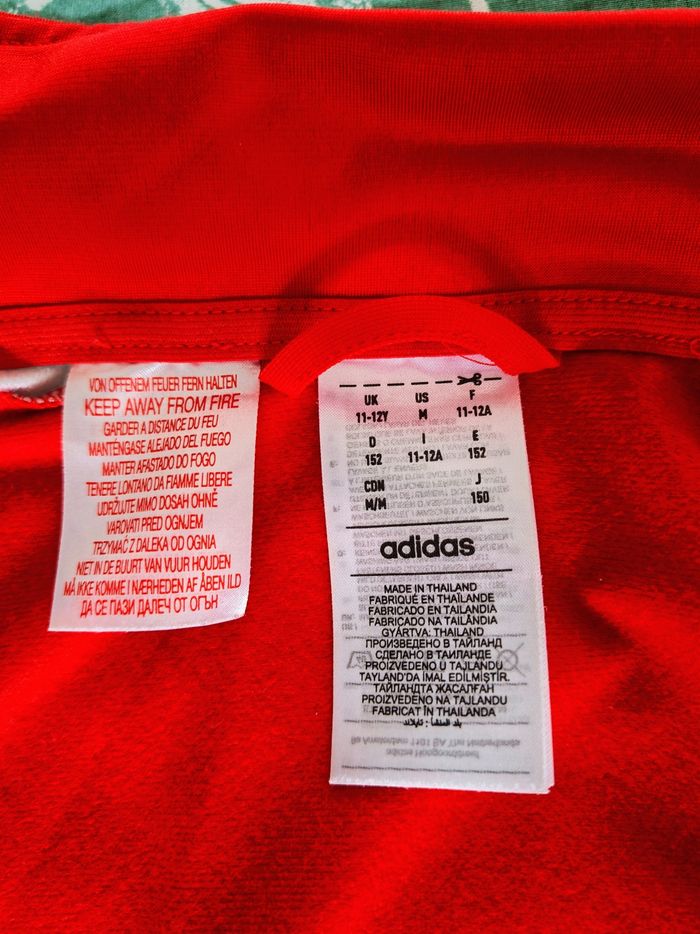 VON OFFENEM FEUER FERN HALTEN
KEEP AWAY FROM FIRE
GARDER A DISTANCE DU FEU
MANTÉNGASE ALEJADO DEL FUEGO
MANTER AFASTADO DO FOGO
TENERE LONTANO DA FIAMME LIBERE
UDRŽUJTE MIMO DOSAH OHNĚ
VAROVATI PRED OGNJEM
TRZYMAĆ Z DALEKA OD OGNIA
NIET IN DE BUURT VAN VUUR HOUDEN
MÅ IKKE KOMME I NÆRHEDEN AF ÅBEN ILD
ДА СЕ ПАЗИ ДАЛЕЧ ОТ ОГЪН
UK US F
11-12Y M 11-12A
D I E
152 11-12A 152
CDN J
M/M 150
adidas
MADE IN THAILAND
FABRIQUÉ EN THAÏLANDE
FABRICADO EN TAILANDIA
FABRICADO NA TAILÂNDIA
GYÁRTVA: THAILAND
ПРОИЗВЕДЕНО В ТАЙЛАНД
СДЕЛАНО В ТАИЛАНДЕ
PROIZVEDENO U TAJLANDU
TAYLAND'DA İMAL EDİLMİŞTİR.
ТАЙЛАНДТА ЖАСАЛҒАН
PROIZVEDENO NA TAJLANDU
FABRICAT ÎN THAILANDA
بلد المنشأ: تايلاند